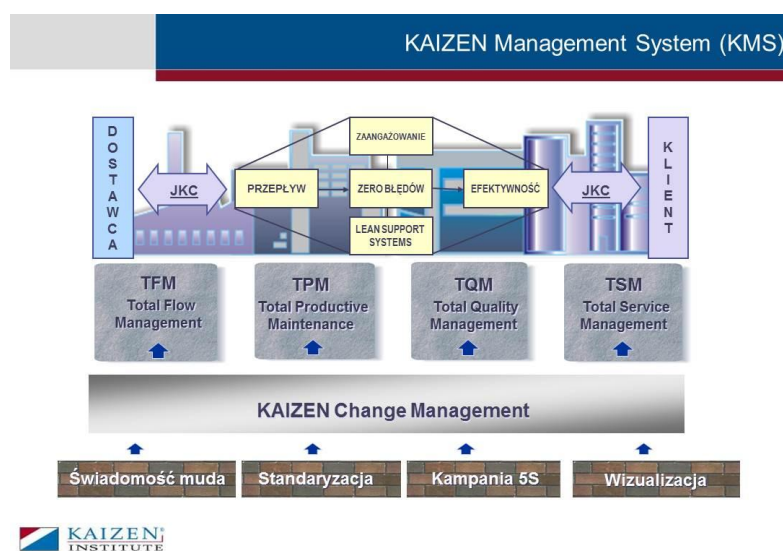 KAIZEN Management System (KMS)
DOSTAWCA
JKC
ZAANGAŻOWANIE
PRZEPŁYW
ZERO BŁĘDÓW
EFEKTYWNOŚĆ
LEAN SUPPORT
SYSTEMS
JKC
KLIENT
TFM
Total Flow
Management
TPM
Total Productive
Maintenance
TQM
Total Quality
Management
TSM
Total Service
Management
KAIZEN Change Management
Świadomość muda
Standaryzacja
Kampania 5S
Wizualizacja
KAIZEN
INSTITUTE